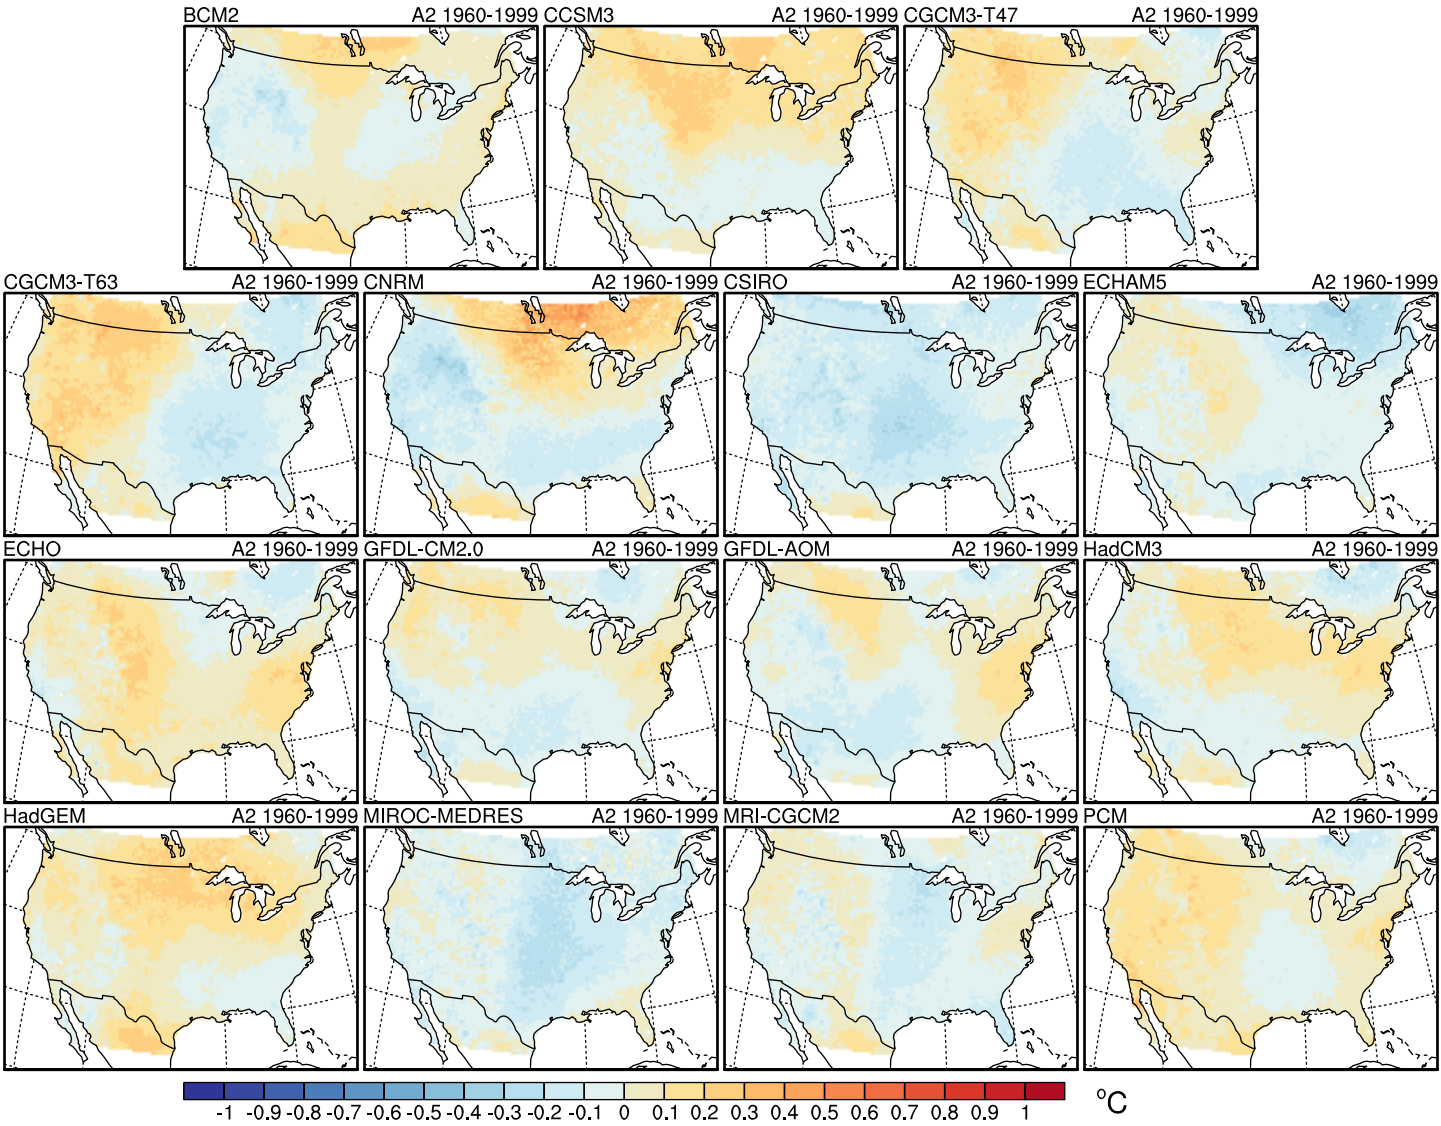 BCM2 A2 1960-1999 CCSM3 A2 1960-1999 CGCM3-T47 A2 1960-1999
CGCM3-T63 A2 1960-1999 CNRM A2 1960-1999 CSIRO A2 1960-1999 ECHAM5 A2 1960-1999
ECHO A2 1960-1999 GFDL-CM2.0 A2 1960-1999 GFDL-AOM A2 1960-1999 HadCM3 A2 1960-1999
HadGEM A2 1960-1999 MIROC-MEDRES A2 1960-1999 MRI-CGCM2 A2 1960-1999 PCM A2 1960-1999
-1 -0.9 -0.8 -0.7 -0.6 -0.5 -0.4 -0.3 -0.2 -0.1 0 0.1 0.2 0.3 0.4 0.5 0.6 0.7 0.8 0.9 1 °C